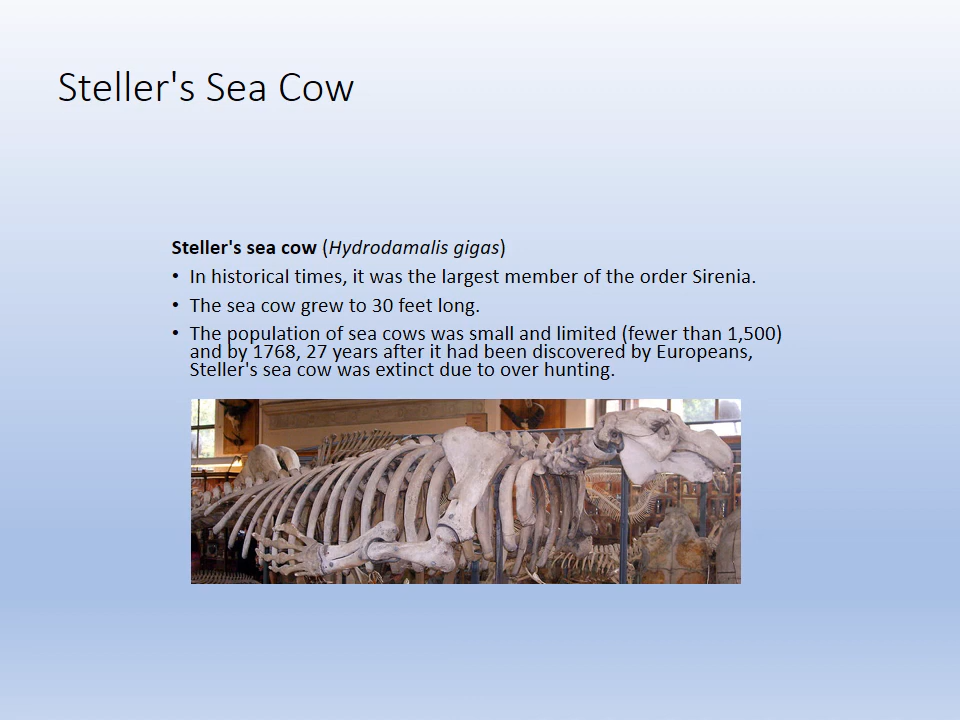 Steller's Sea Cow
Steller's sea cow (Hydrodamalis gigas)
• In historical times, it was the largest member of the order Sirenia.
• The sea cow grew to 30 feet long.
• The population of sea cows was small and limited (fewer than 1,500)
and by 1768, 27 years after it had been discovered by Europeans,
Steller's sea cow was extinct due to over hunting.